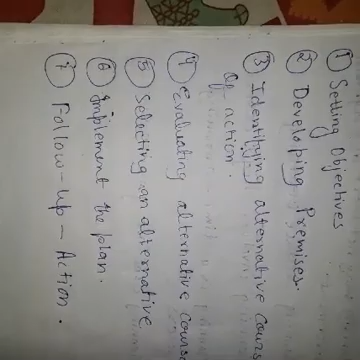 ① Setting Objectives
② Developing Premises.
③ Identifying alternative Cours
of action.
④ Evaluating alternative cours
⑤ Selecting an alternative
⑥ Implement the plan.
⑦ Follow-up - Action.